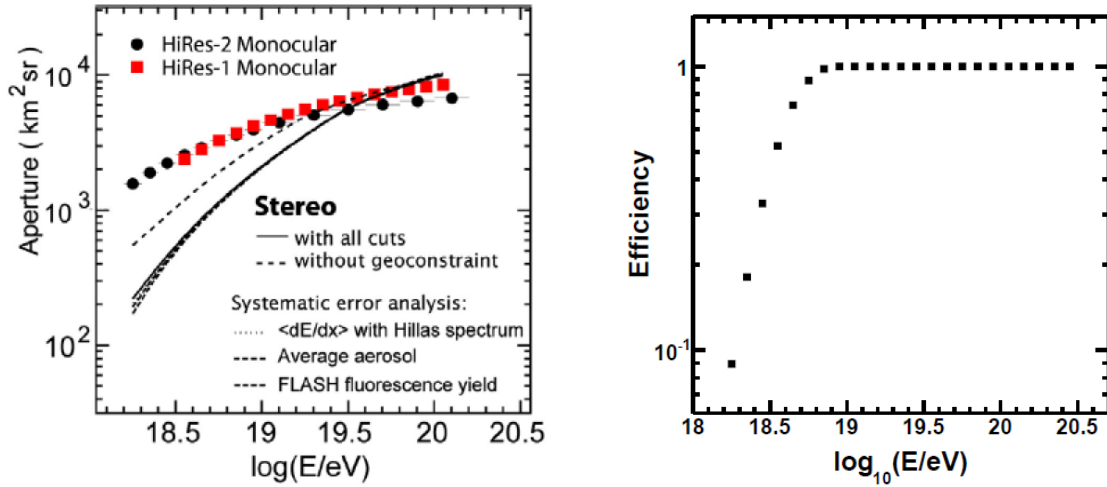 HiRes-2 Monocular
HiRes-1 Monocular
Aperture ( km²sr )
10⁴
10³
10²
Stereo
with all cuts
without geoconstraint
Systematic error analysis:
<dE/dx> with Hillas spectrum
Average aerosol
FLASH fluorescence yield
18.5 19 19.5 20 20.5
log(E/eV)
Efficiency
1
10⁻¹
18 18.5 19 19.5 20 20.5
log₁₀(E/eV)